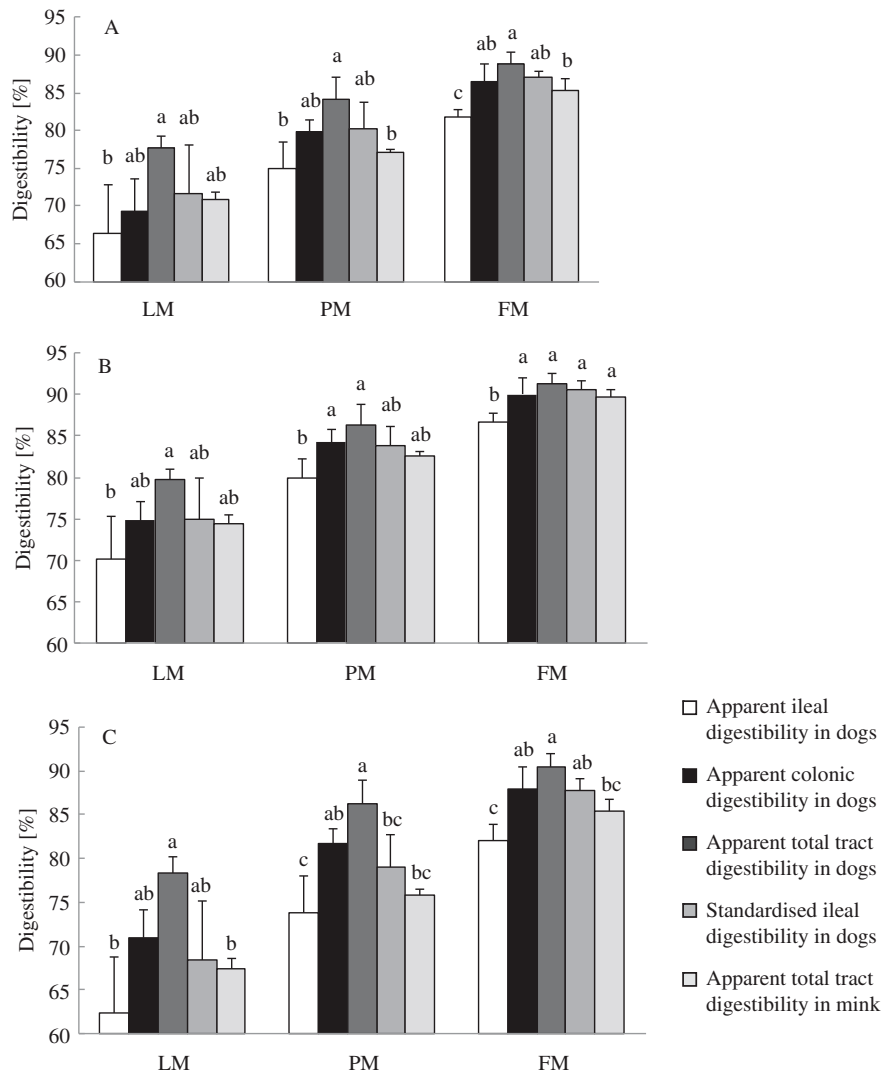 A
Digestibility [%]
95
90
85
80
75
70
65
60
b ab a ab ab
b ab a ab b
c ab a ab b
LM PM FM
B
Digestibility [%]
95
90
85
80
75
70
65
60
b ab a ab ab
b a a ab ab
b a a a a
LM PM FM
C
Digestibility [%]
95
90
85
80
75
70
65
60
b ab a ab b
c ab a bc bc
c ab a ab bc
LM PM FM
Apparent ileal
digestibility in dogs
Apparent colonic
digestibility in dogs
Apparent total tract
digestibility in dogs
Standardised ileal
digestibility in dogs
Apparent total tract
digestibility in mink